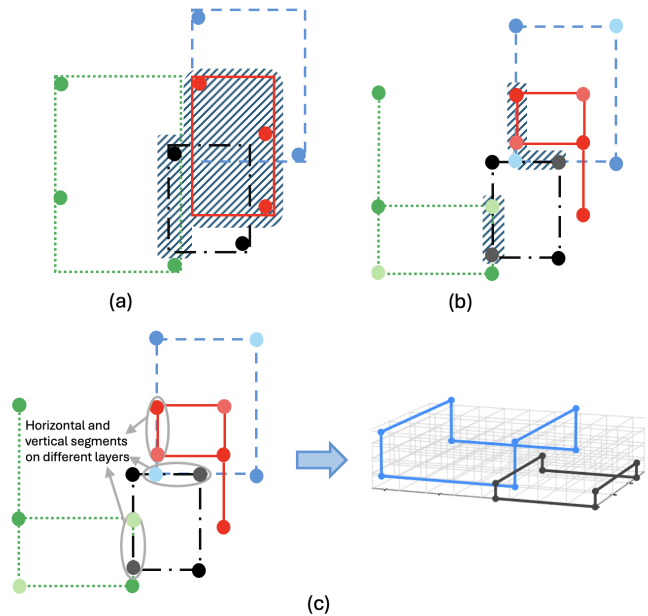 (a)
(b)
Horizontal and
vertical segments
on different layers
(c)